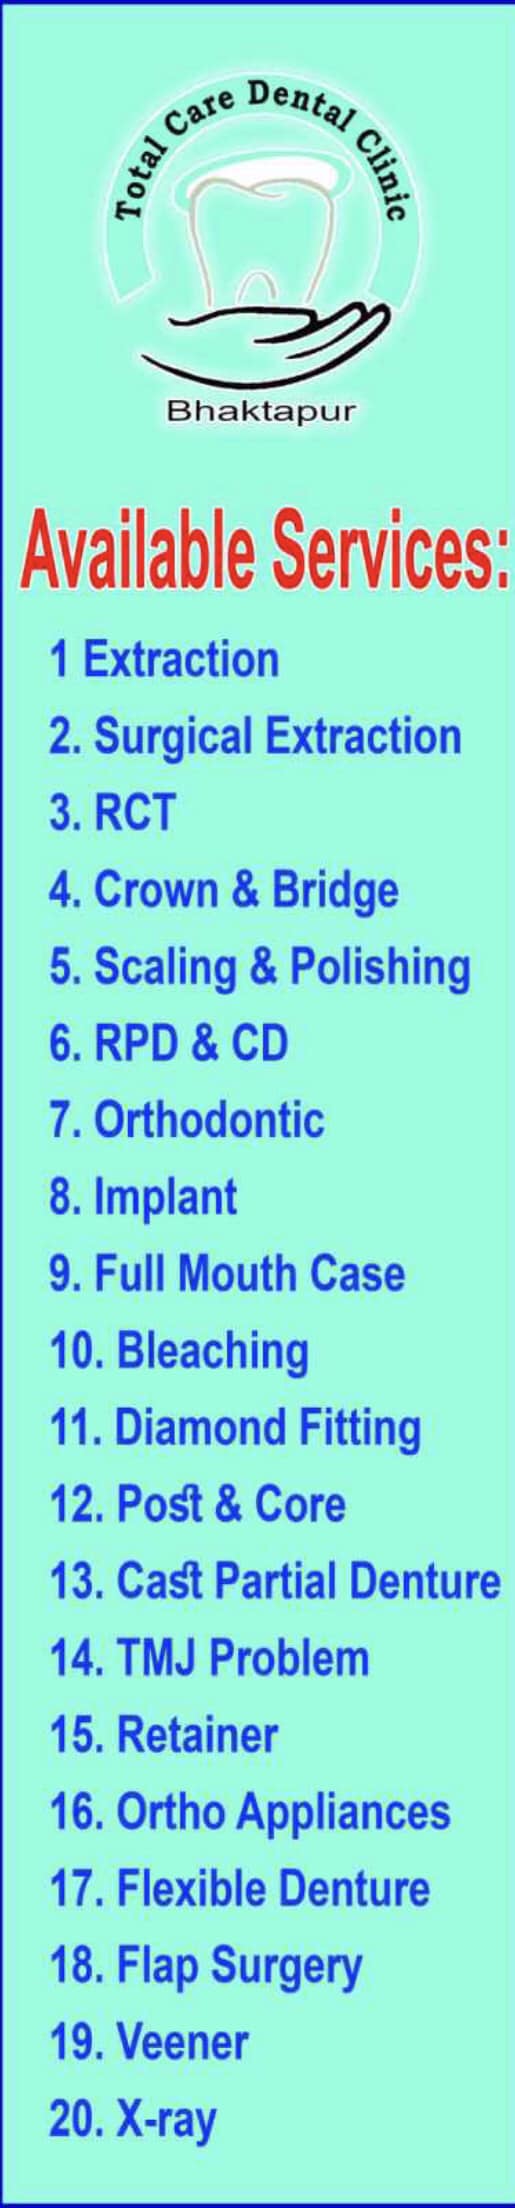 Total Care Dental Clinic
Bhaktapur
Available Services:
1 Extraction
2. Surgical Extraction
3. RCT
4. Crown & Bridge
5. Scaling & Polishing
6. RPD & CD
7. Orthodontic
8. Implant
9. Full Mouth Case
10. Bleaching
11. Diamond Fitting
12. Post & Core
13. Cast Partial Denture
14. TMJ Problem
15. Retainer
16. Ortho Appliances
17. Flexible Denture
18. Flap Surgery
19. Veener
20. X-ray